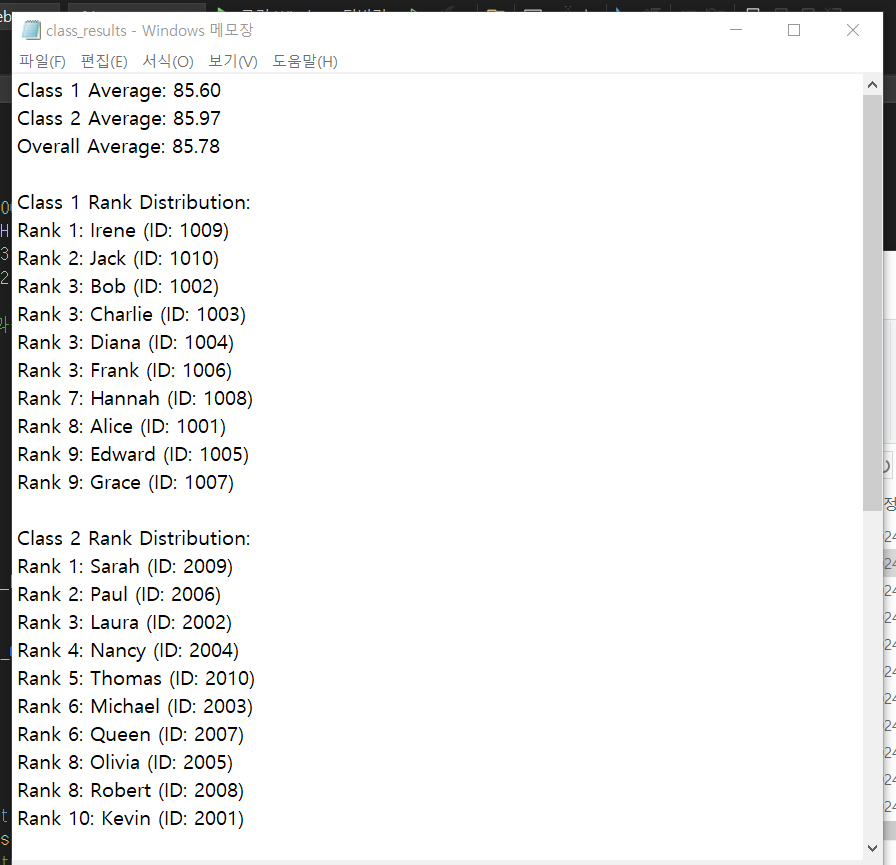 class_results - Windows 메모장
파일(F) 편집(E) 서식(O) 보기(V) 도움말(H)
Class 1 Average: 85.60
Class 2 Average: 85.97
Overall Average: 85.78
Class 1 Rank Distribution:
Rank 1: Irene (ID: 1009)
Rank 2: Jack (ID: 1010)
Rank 3: Bob (ID: 1002)
Rank 3: Charlie (ID: 1003)
Rank 3: Diana (ID: 1004)
Rank 3: Frank (ID: 1006)
Rank 7: Hannah (ID: 1008)
Rank 8: Alice (ID: 1001)
Rank 9: Edward (ID: 1005)
Rank 9: Grace (ID: 1007)
Class 2 Rank Distribution:
Rank 1: Sarah (ID: 2009)
Rank 2: Paul (ID: 2006)
Rank 3: Laura (ID: 2002)
Rank 4: Nancy (ID: 2004)
Rank 5: Thomas (ID: 2010)
Rank 6: Michael (ID: 2003)
Rank 6: Queen (ID: 2007)
Rank 8: Olivia (ID: 2005)
Rank 8: Robert (ID: 2008)
Rank 10: Kevin (ID: 2001)